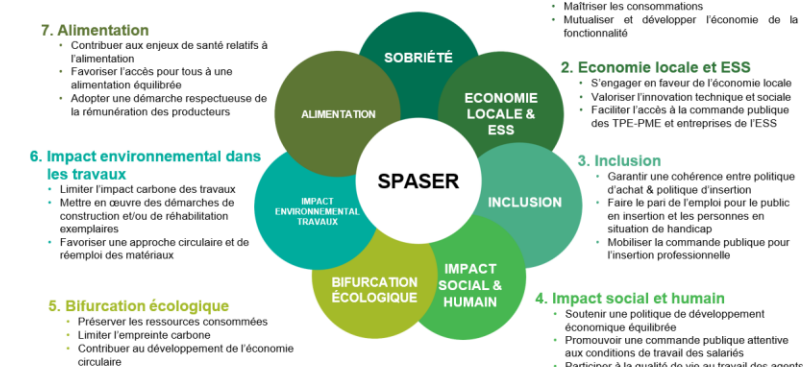 Maîtriser les consommations
Mutualiser et développer l'économie de la
fonctionnalité
2. Economie locale et ESS
S'engager en faveur de l'économie locale
Valoriser l'innovation technique et sociale
Faciliter l'accès à la commande publique
des TPE-PME et entreprises de l'ESS
3. Inclusion
Garantir une cohérence entre politique
d'achat & politique d'insertion
Faire le pari de l'emploi pour le public
en insertion et les personnes en
situation de handicap
Mobiliser la commande publique pour
l'insertion professionnelle
4. Impact social et humain
Soutenir une politique de développement
économique équilibrée
Promouvoir une commande publique attentive
aux conditions de travail des salariés
Participer à la qualité de vie au travail des agents
5. Bifurcation écologique
Préserver les ressources consommées
Limiter l'empreinte carbone
Contribuer au développement de l'économie
circulaire
6. Impact environnemental dans
les travaux
Limiter l'impact carbone des travaux
Mettre en œuvre des démarches de
construction et/ou de réhabilitation
exemplaires
Favoriser une approche circulaire et de
réemploi des matériaux
7. Alimentation
Contribuer aux enjeux de santé relatifs à
l'alimentation
Favoriser l'accès pour tous à une
alimentation équilibrée
Adopter une démarche respectueuse de
la rémunération des producteurs
SOBRIÉTÉ
ECONOMIE
LOCALE &
ESS
INCLUSION
IMPACT
SOCIAL &
HUMAIN
BIFURCATION
ÉCOLOGIQUE
IMPACT
ENVIRONNEMENTAL
TRAVAUX
ALIMENTATION
SPASER